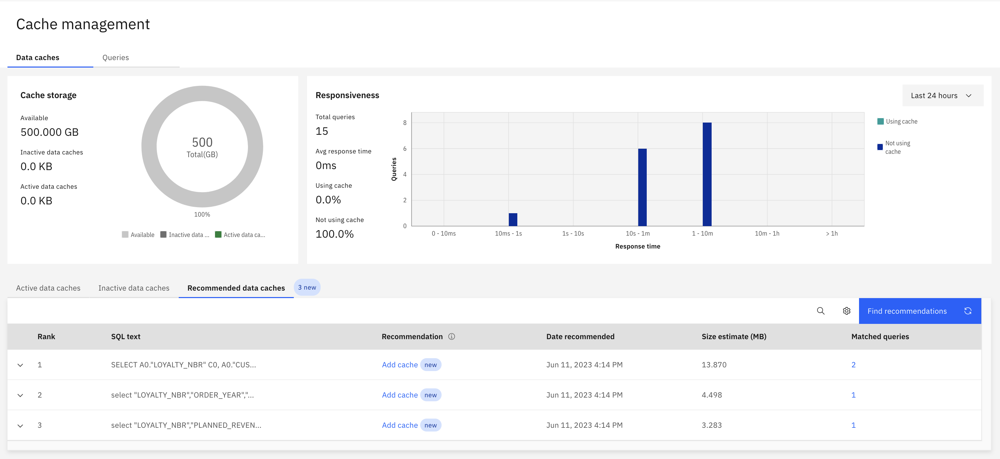 Cache management
Data caches
Queries
Cache storage
Available
500.000 GB
Inactive data caches
0.0 KB
Active data caches
0.0 KB
500
Total(GB)
100%
Available
Inactive data ...
Active data ca...
Responsiveness
Last 24 hours
Total queries
15
Avg response time
0ms
Using cache
0.0%
Not using cache
100.0%
Queries
8
6
4
2
0
0 - 10ms
10ms - 1s
1s - 10s
10s - 1m
1 - 10m
10m - 1h
> 1h
Response time
Using cache
Not using
cache
Active data caches
Inactive data caches
Recommended data caches
3 new
Find recommendations
Rank SQL text Recommendation Date recommended Size estimate (MB) Matched queries
1 SELECT A0."LOYALTY_NBR" C0, A0."CUS... Add cache new Jun 11, 2023 4:14 PM 13.870 2
2 select "LOYALTY_NBR","ORDER_YEAR","... Add cache new Jun 11, 2023 4:14 PM 4.498 1
3 select "LOYALTY_NBR","PLANNED_REVEN... Add cache new Jun 11, 2023 4:14 PM 3.283 1